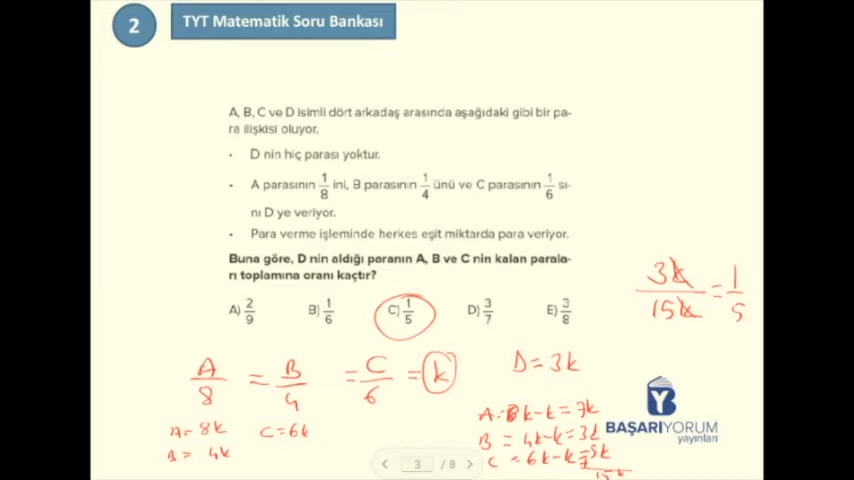 2
TYT Matematik Soru Bankası
A, B, C ve D isimli dört arkadaş arasında aşağıdaki gibi bir pa-
ra ilişkisi oluyor.
• D nin hiç parası yoktur.
• A parasının 1/8 ini, B parasının 1/4 ünü ve C parasının 1/6 sı-
nı D ye veriyor.
• Para verme işleminde herkes eşit miktarda para veriyor.
Buna göre, D nin aldığı paranın A, B ve C nin kalan parala-
rı toplamına oranı kaçtır?
A) 2/9 B) 1/6 C) 1/5 D) 3/7 E) 3/8
3k/15k = 1/5
A/8 = B/4 = C/6 = k
D = 3k
A = 8k C = 6k
B = 4k
A = 8k - k = 7k
B = 4k - k = 3k
C = 6k - k = 5k
15k
BAŞARIYORUM
yayınları
< 3 / 8 >